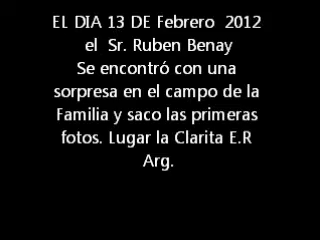 EL DIA 13 DE Febrero 2012
el Sr. Ruben Benay
Se encontró con una
sorpresa en el campo de la
Familia y saco las primeras
fotos. Lugar la Clarita E.R
Arg.